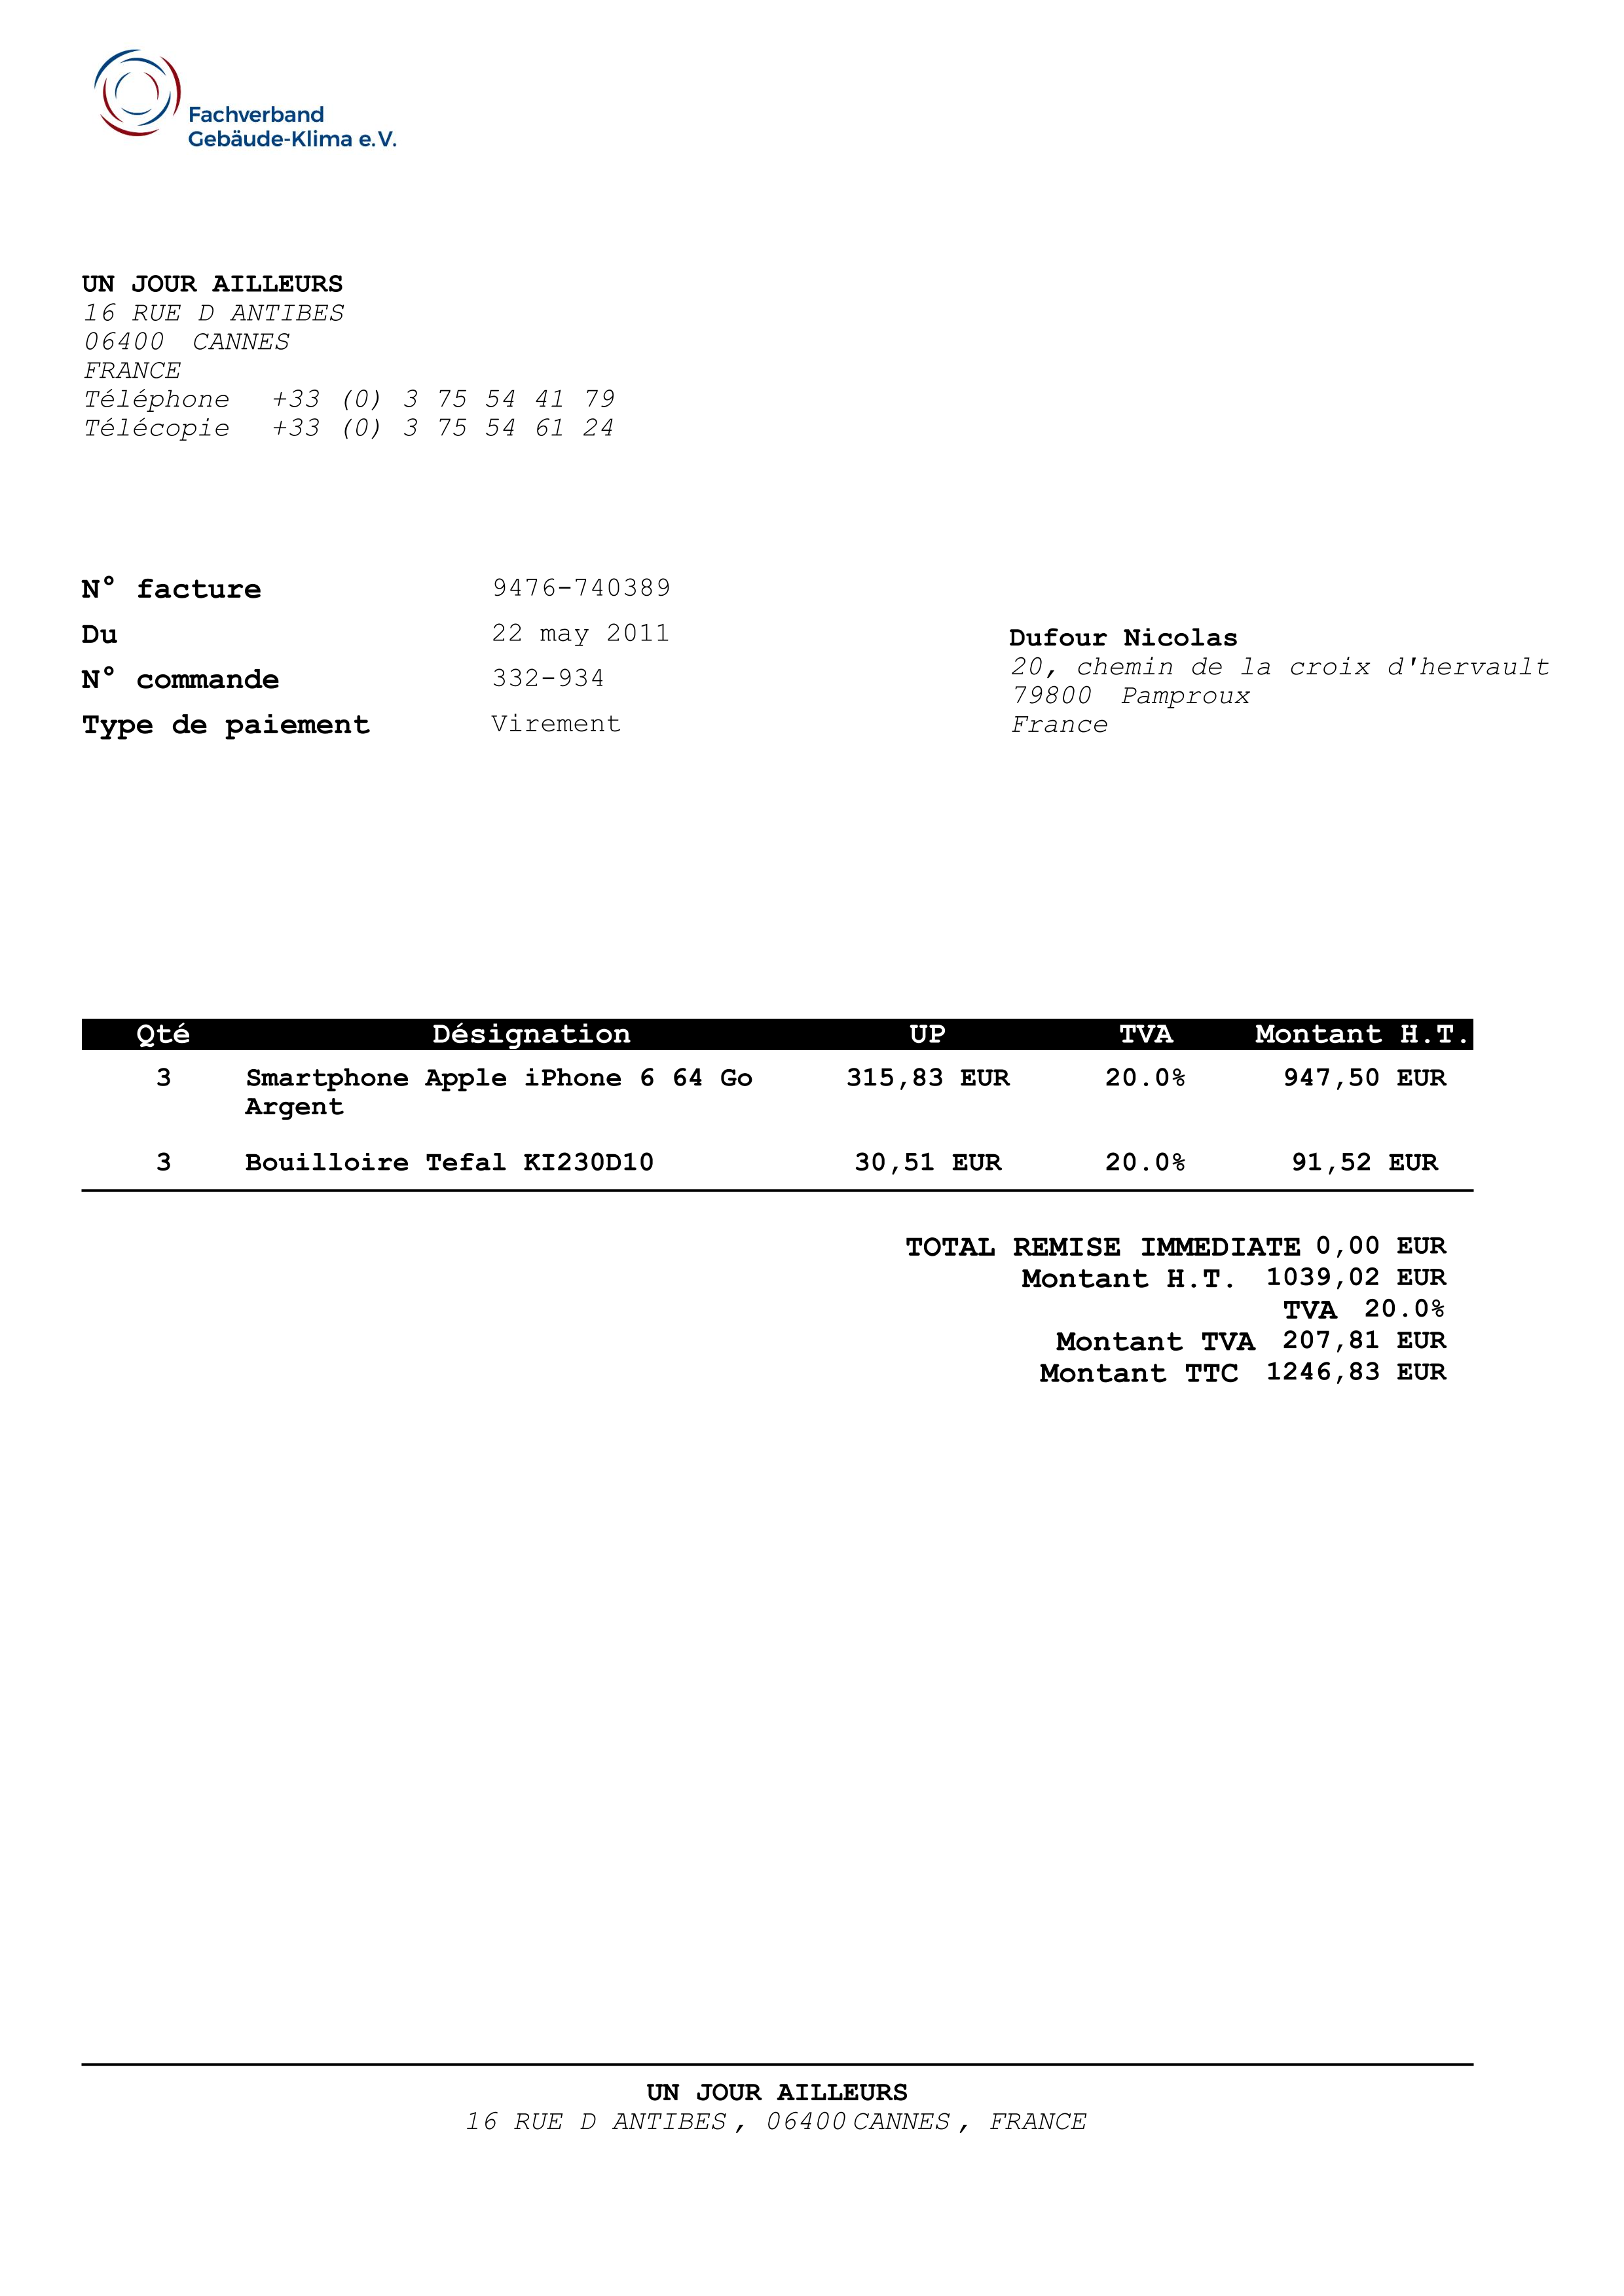 Fachverband
Gebäude-Klima e.V.
UN JOUR AILLEURS
16 RUE D ANTIBES
06400 CANNES
FRANCE
Téléphone +33 (0) 3 75 54 41 79
Télécopie +33 (0) 3 75 54 61 24
N° facture 9476-740389
Du 22 may 2011
N° commande 332-934
Type de paiement Virement
Dufour Nicolas
20, chemin de la croix d'hervault
79800 Pamproux
France
Qté Désignation UP TVA Montant H.T.
3 Smartphone Apple iPhone 6 64 Go 315,83 EUR 20.0% 947,50 EUR
Argent
3 Bouilloire Tefal KI230D10 30,51 EUR 20.0% 91,52 EUR
TOTAL REMISE IMMEDIATE 0,00 EUR
Montant H.T. 1039,02 EUR
TVA 20.0%
Montant TVA 207,81 EUR
Montant TTC 1246,83 EUR
UN JOUR AILLEURS
16 RUE D ANTIBES , 06400 CANNES , FRANCE